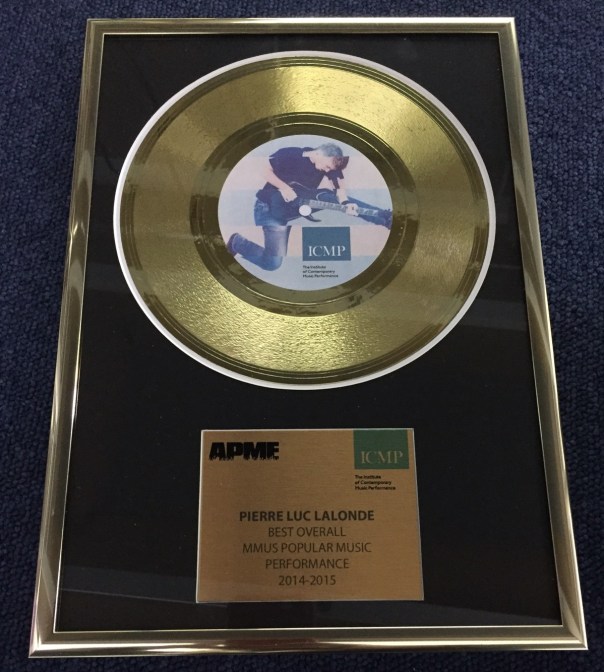 ICMP
The Institute
of Contemporary
Music Performance
APME
ICMP
The Institute
of Contemporary
Music Performance
PIERRE LUC LALONDE
BEST OVERALL
MMUS POPULAR MUSIC
PERFORMANCE
2014-2015